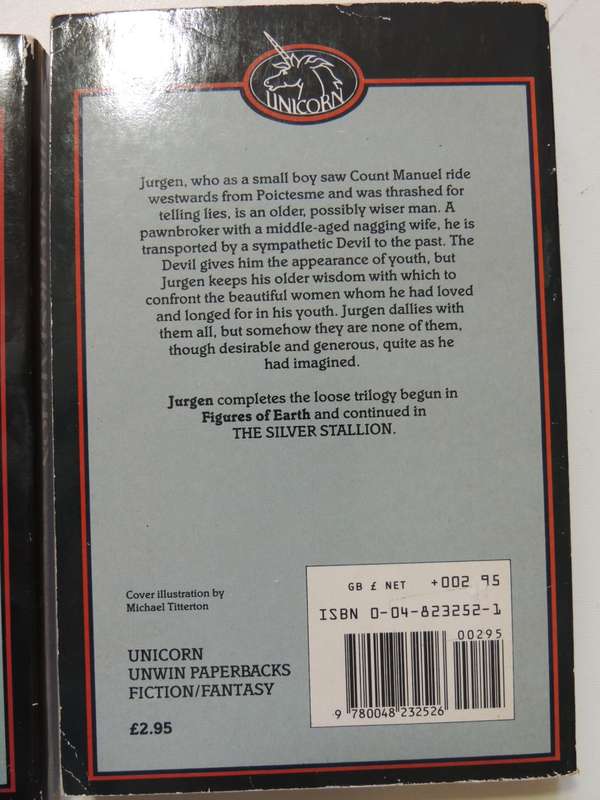 UNICORN
Jurgen, who as a small boy saw Count Manuel ride
westwards from Poictesme and was thrashed for
telling lies, is an older, possibly wiser man. A
pawnbroker with a middle-aged nagging wife, he is
transported by a sympathetic Devil to the past. The
Devil gives him the appearance of youth, but
Jurgen keeps his older wisdom with which to
confront the beautiful women whom he had loved
and longed for in his youth. Jurgen dallies with
them all, but somehow they are none of them,
though desirable and generous, quite as he
had imagined.
Jurgen completes the loose trilogy begun in
Figures of Earth and continued in
THE SILVER STALLION.
Cover illustration by
Michael Titterton
UNICORN
UNWIN PAPERBACKS
FICTION/FANTASY
£2.95
GB £ NET +002 95
ISBN 0-04-823252-1
00295
9 780048 232526